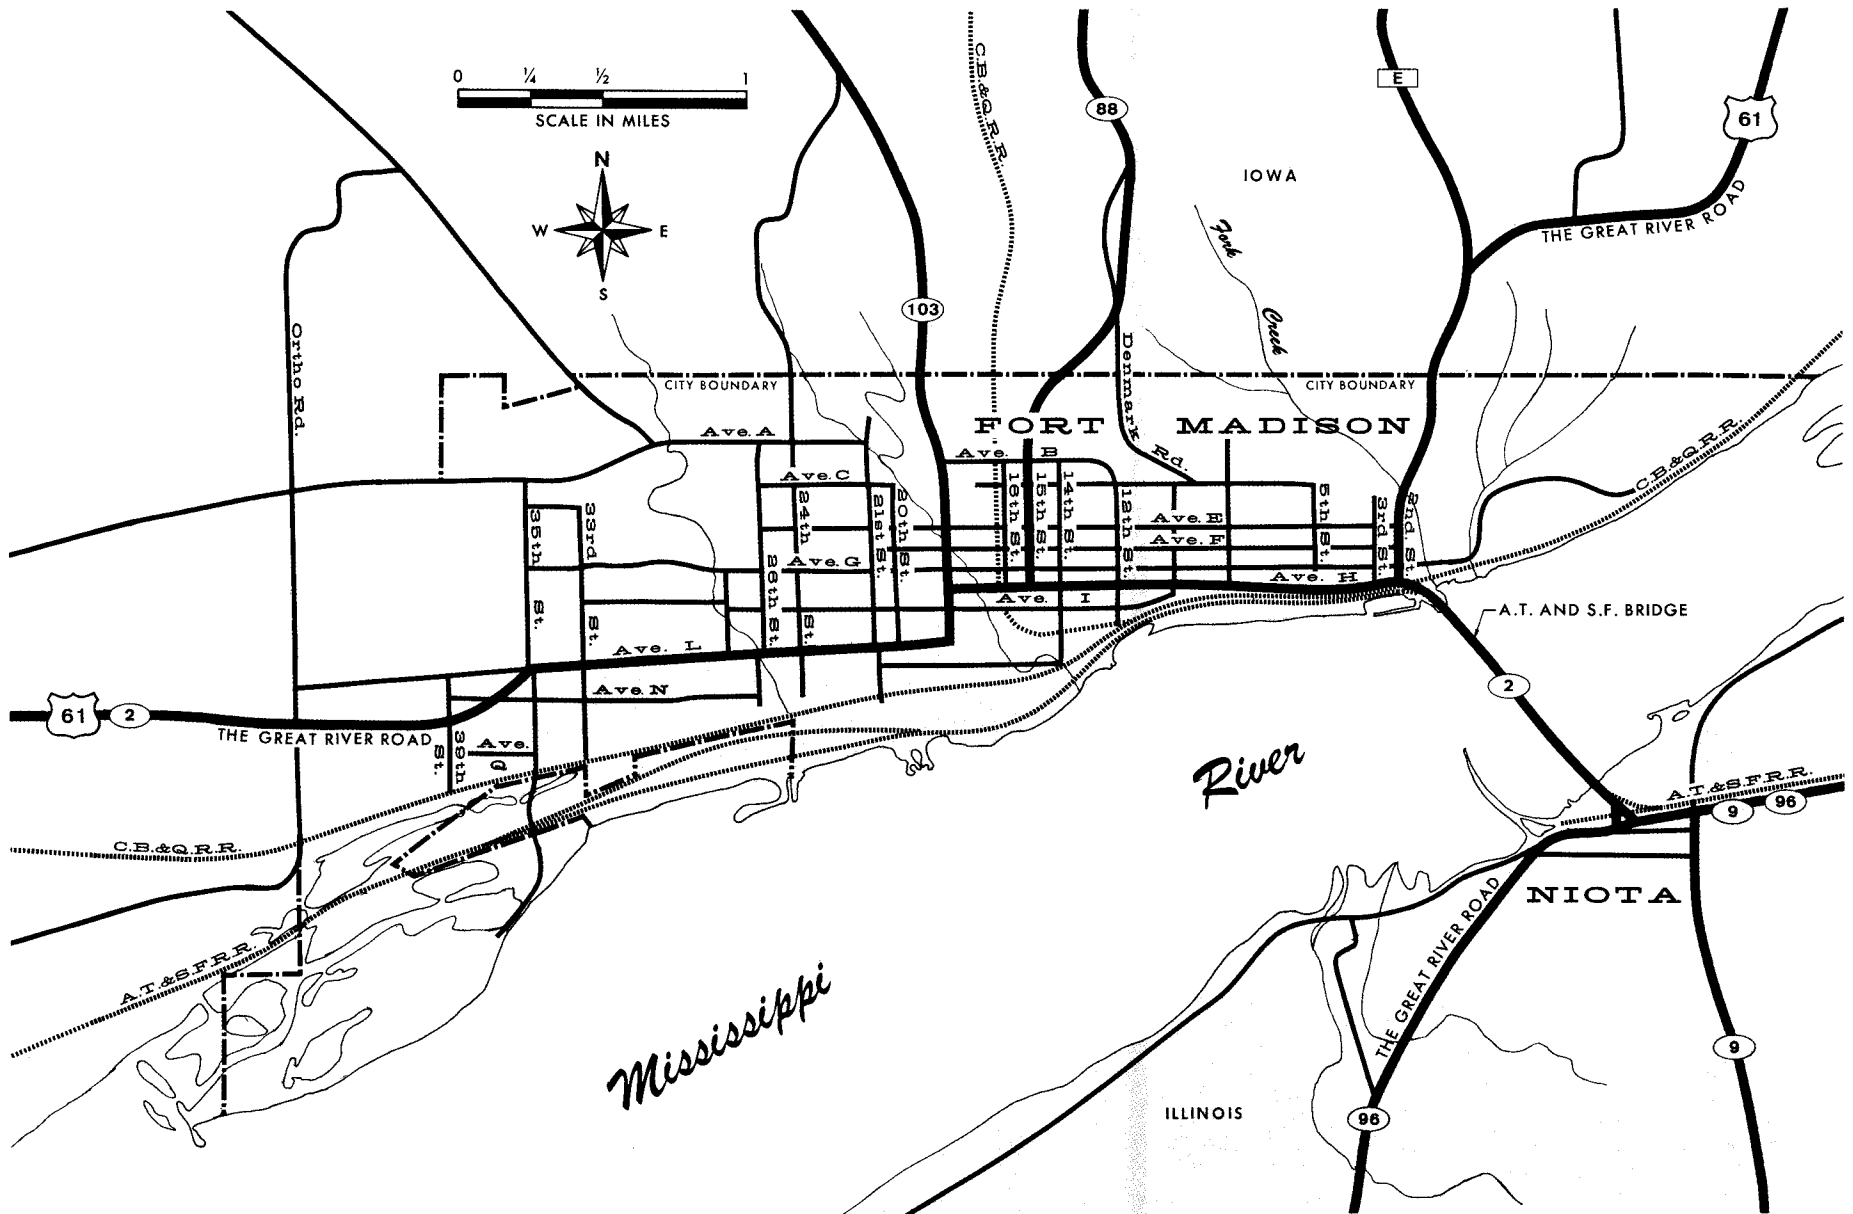 0 ¼ ½ 1
SCALE IN MILES
N
W E
S
88
E
61
C.B.&Q.R.R.
IOWA
THE GREAT RIVER ROAD
Fork
Creek
103
Ortho Rd.
Denmark Rd.
CITY BOUNDARY
CITY BOUNDARY
FORT MADISON
Ave. A
Ave. B
Ave. C
C.B.&Q.R.R.
35th St.
33rd St.
26th St.
24th St.
21st St.
20th St.
16th St.
15th St.
14th St.
12th St.
5th St.
3rd St.
2nd. St.
Ave. E
Ave. F
Ave. G
Ave. H
Ave. I
A.T. AND S.F. BRIDGE
Ave. L
Ave. N
2
61
2
THE GREAT RIVER ROAD
39th St.
Ave. Q
River
A.T.&S.F.R.R.
9
96
C.B.&Q.R.R.
NIOTA
THE GREAT RIVER ROAD
A.T.&S.F.R.R.
Mississippi
9
ILLINOIS
96